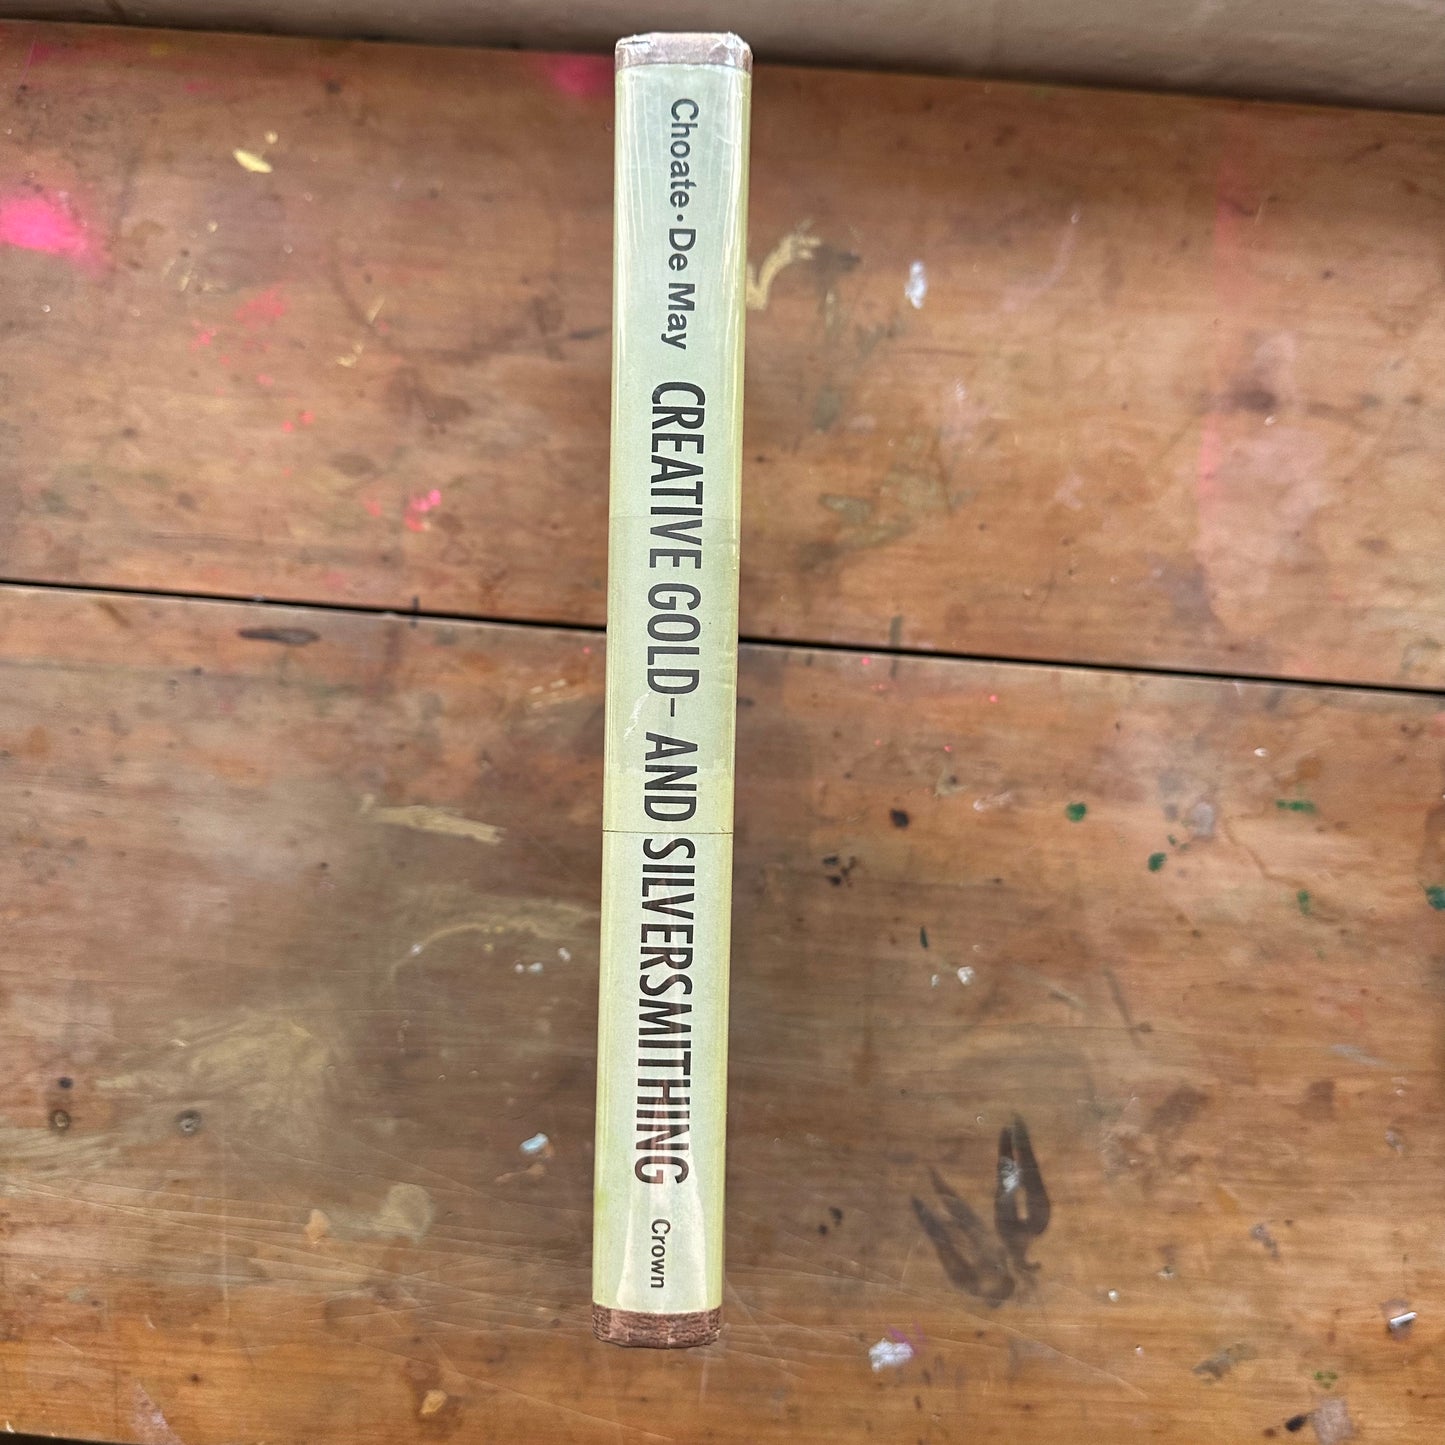 Choate · De May CREATIVE GOLD- AND SILVERSMITHING Crown